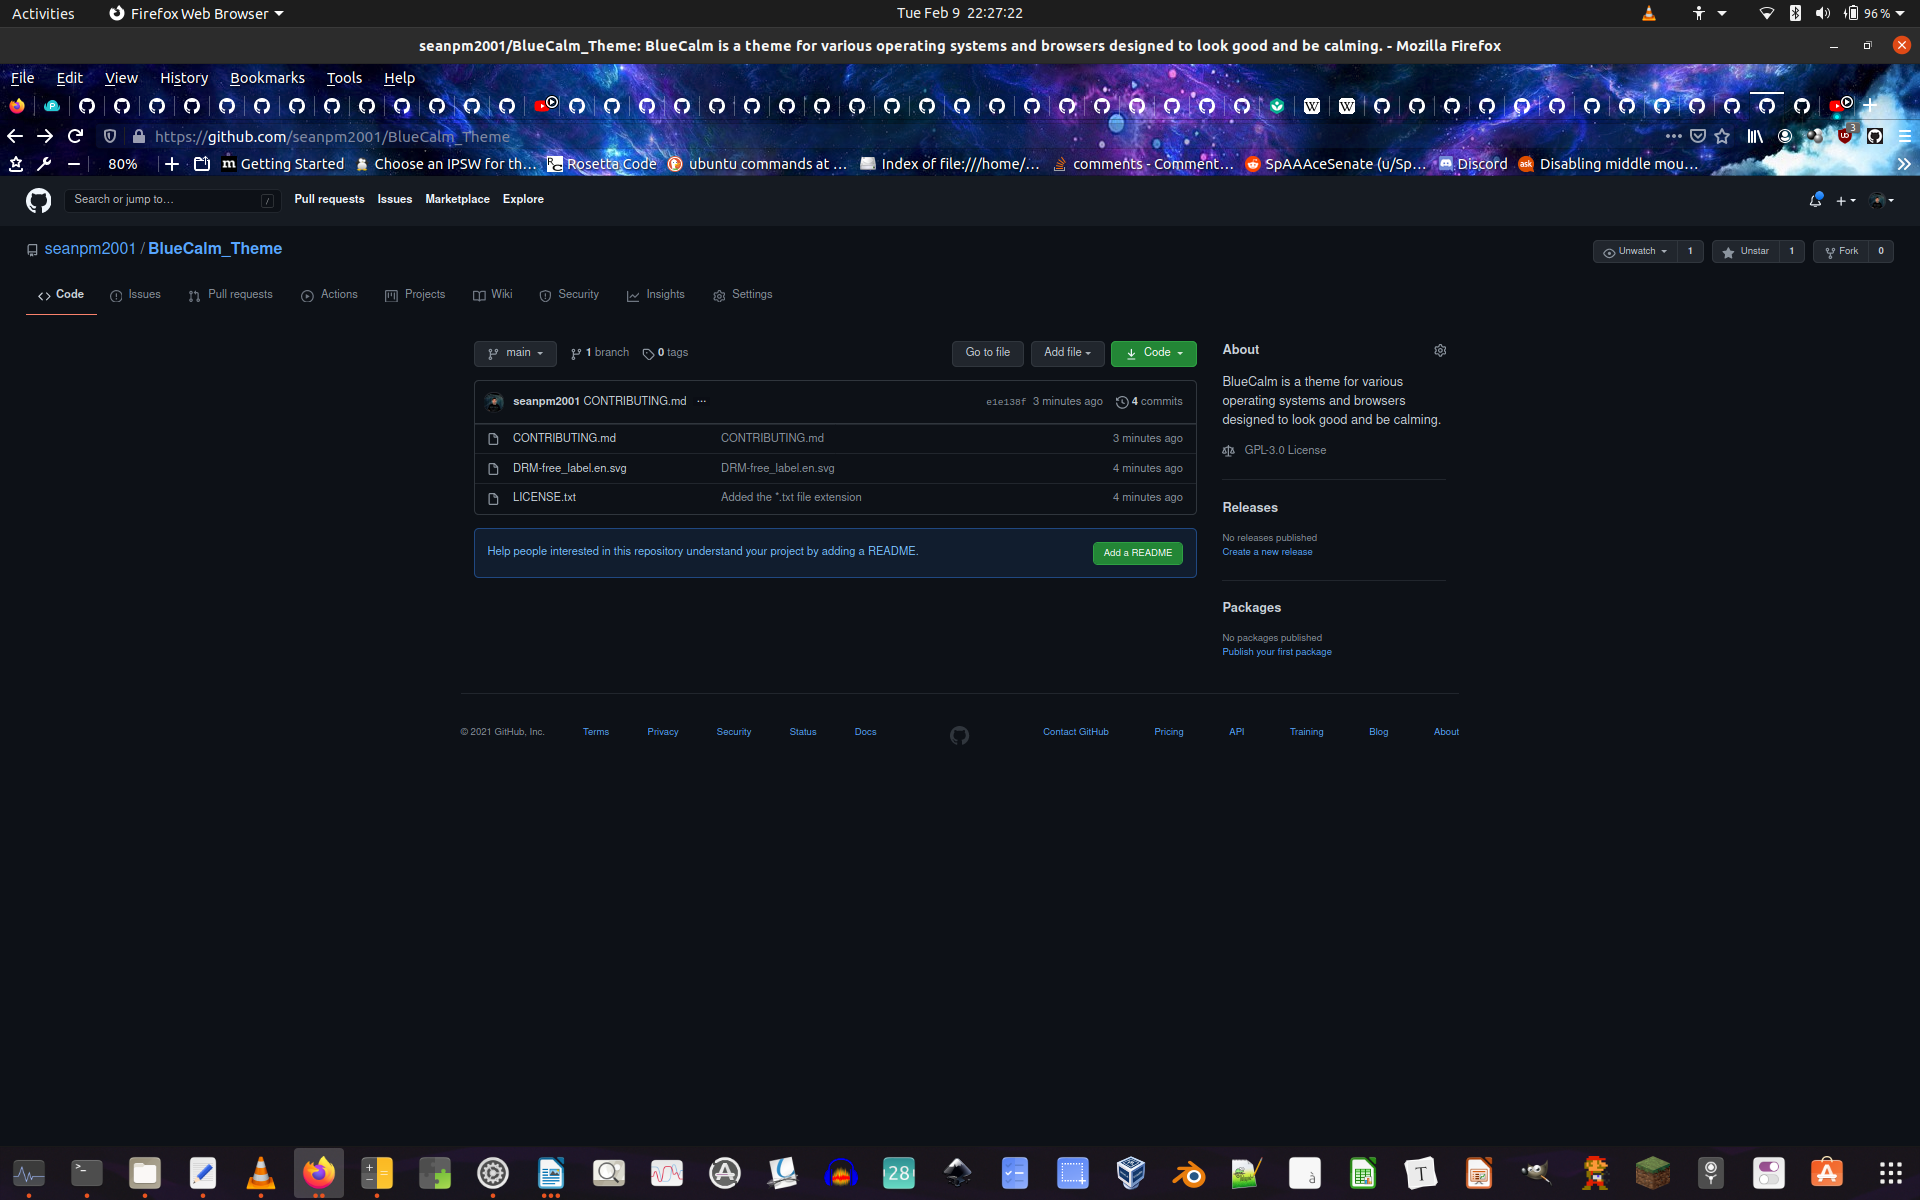 Activities Firefox Web Browser Tue Feb 9 22:27:22 96 %
seanpm2001/BlueCalm_Theme: BlueCalm is a theme for various operating systems and browsers designed to look good and be calming. - Mozilla Firefox
File Edit View History Bookmarks Tools Help
https://github.com/seanpm2001/BlueCalm_Theme 3
80% Getting Started Choose an IPSW for th… Rosetta Code ubuntu commands at … Index of file:///home/… comments - Comment… SpAAAceSenate (u/Sp… Discord Disabling middle mou…
Search or jump to… / Pull requests Issues Marketplace Explore
seanpm2001 / BlueCalm_Theme Unwatch 1 Unstar 1 Fork 0
Code Issues Pull requests Actions Projects Wiki Security Insights Settings
main 1 branch 0 tags Go to file Add file Code
seanpm2001 CONTRIBUTING.md … e1e138f 3 minutes ago 4 commits
CONTRIBUTING.md CONTRIBUTING.md 3 minutes ago
DRM-free_label.en.svg DRM-free_label.en.svg 4 minutes ago
LICENSE.txt Added the *.txt file extension 4 minutes ago
Help people interested in this repository understand your project by adding a README. Add a README
About
BlueCalm is a theme for various
operating systems and browsers
designed to look good and be calming.
GPL-3.0 License
Releases
No releases published
Create a new release
Packages
No packages published
Publish your first package
© 2021 GitHub, Inc. Terms Privacy Security Status Docs Contact GitHub Pricing API Training Blog About
28